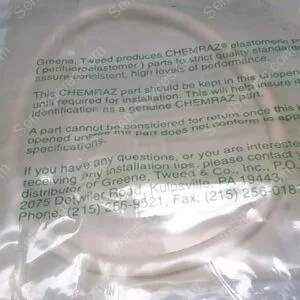 Greene, Tweed produces CHEMRAZ® elastomeric p
( perfluoroelastomer ) parts to strict quality standards
assure consistent, high levels of performance.
This CHEMRAZ part should be kept in this unopen
until required for installation. This will help insure it
identification as a genuine CHEMRAZ part.
A part cannot be considered for return once this
opened unless the part does not conform to app
specifications.
If you have any questions, or you are interested
receiving any installation tips, please contact
distributor or Greene, Tweed & Co., Inc. P.O
2075 Detwiler Road, Kulpsville, PA 19443,
Phone: (215) 256-9521, Fax: (215) 256-018